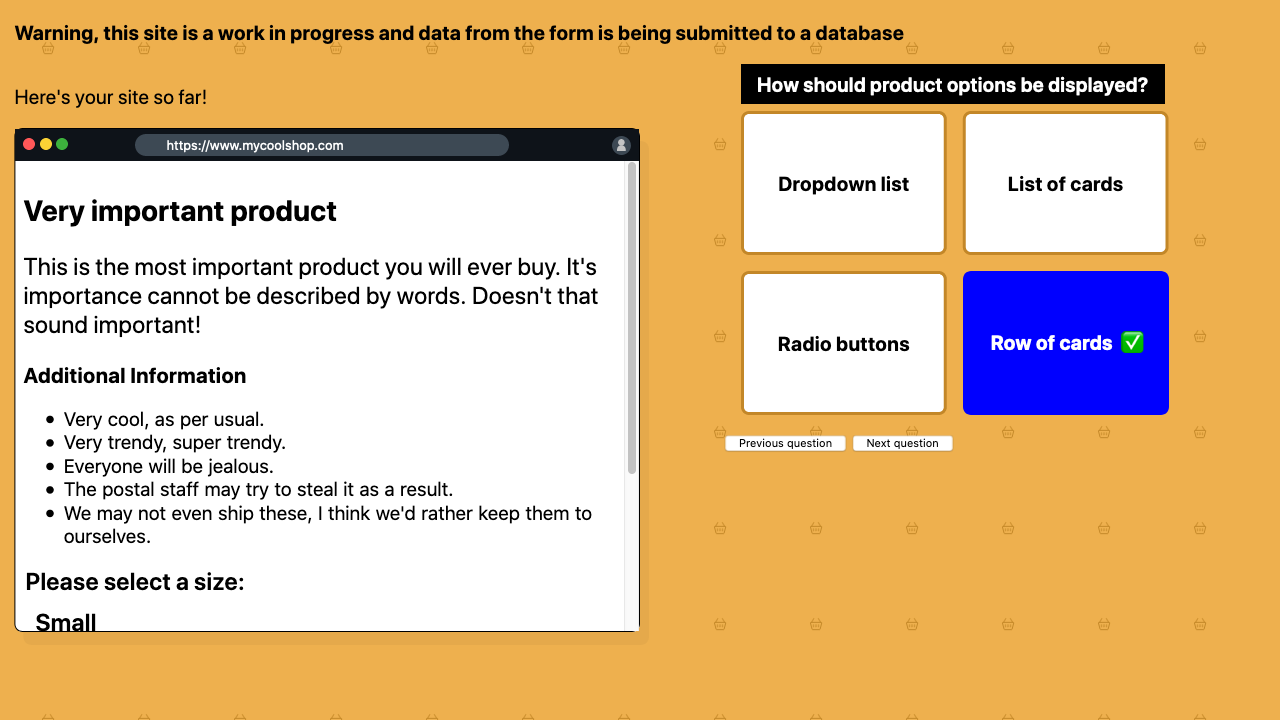 Warning, this site is a work in progress and data from the form is being submitted to a database
Here's your site so far!
https://www.mycoolshop.com
Very important product
This is the most important product you will ever buy. It's
importance cannot be described by words. Doesn't that
sound important!
Additional Information
Very cool, as per usual.
Very trendy, super trendy.
Everyone will be jealous.
The postal staff may try to steal it as a result.
We may not even ship these, I think we'd rather keep them to
ourselves.
Please select a size:
Small
How should product options be displayed?
Dropdown list
List of cards
Radio buttons
Row of cards ✅
Previous question
Next question